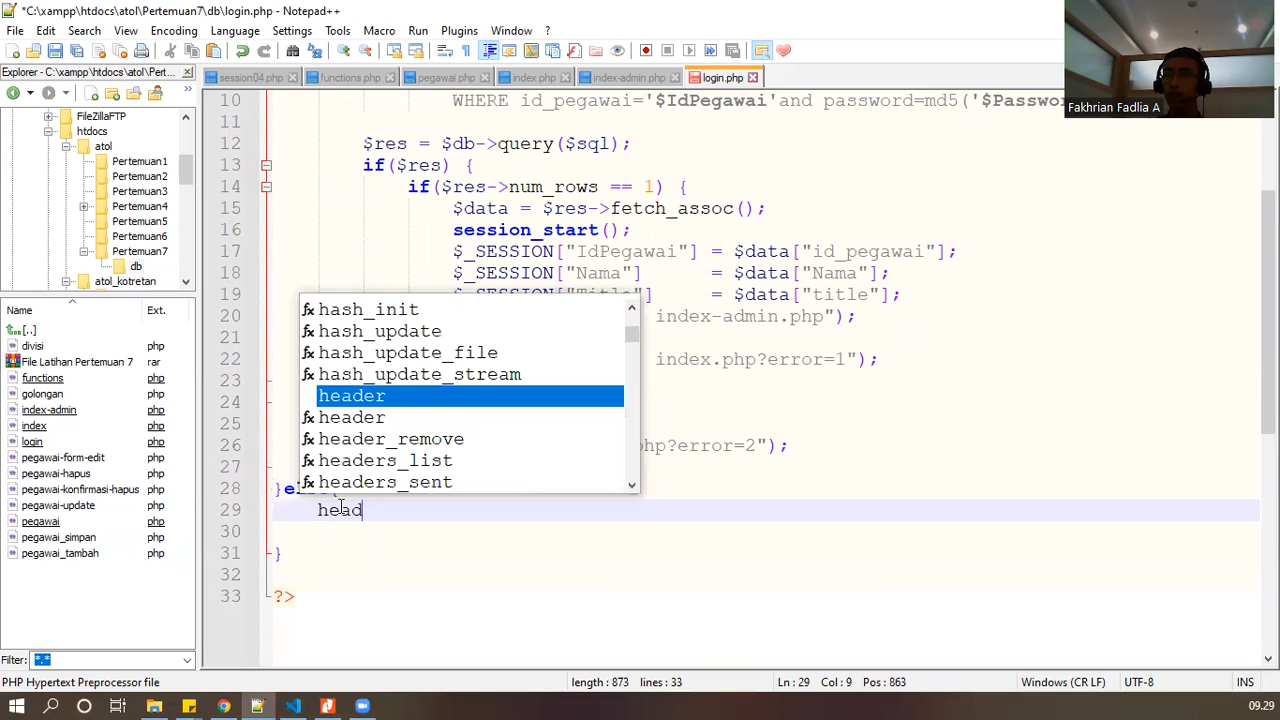 *C:\xampp\htdocs\atol\Pertemuan7\db\login.php - Notepad++
File Edit Search View Encoding Language Settings Tools Macro Run Plugins Window ?
Fakhrian Fadlia A
Explorer - C:\xampp\htdocs\atol\Pert...
session04.php functions.php pegawai.php index.php index-admin.php login.php
FileZillaFTP
htdocs
atol
Pertemuan1
Pertemuan2
Pertemuan3
Pertemuan4
Pertemuan5
Pertemuan6
Pertemuan7
db
atol_kotretan
Name Ext.
[..]
divisi php
File Latihan Pertemuan 7 rar
functions php
golongan php
index-admin php
index php
login php
pegawai-form-edit php
pegawai-hapus php
pegawai-konfirmasi-hapus php
pegawai-update php
pegawai php
pegawai_simpan php
pegawai_tambah php
Filter: *.*
10 WHERE id_pegawai='$IdPegawai'and password=md5('$Passwo
11
12 $res = $db->query($sql);
13 if($res) {
14 if($res->num_rows == 1) {
15 $data = $res->fetch_assoc();
16 session_start();
17 $_SESSION["IdPegawai"] = $data["id_pegawai"];
18 $_SESSION["Nama"] = $data["Nama"];
19 $_SESSION["Title"] = $data["title"];
20 index-admin.php");
21
22 index.php?error=1");
23
24
25
26 php?error=2");
27
28 }else{
29 head
30
31 }
32
33 ?>
hash_init
hash_update
hash_update_file
hash_update_stream
header
header
header_remove
headers_list
headers_sent
PHP Hypertext Preprocessor file length : 873 lines : 33 Ln : 29 Col : 9 Pos : 863 Windows (CR LF) UTF-8 INS
09.29